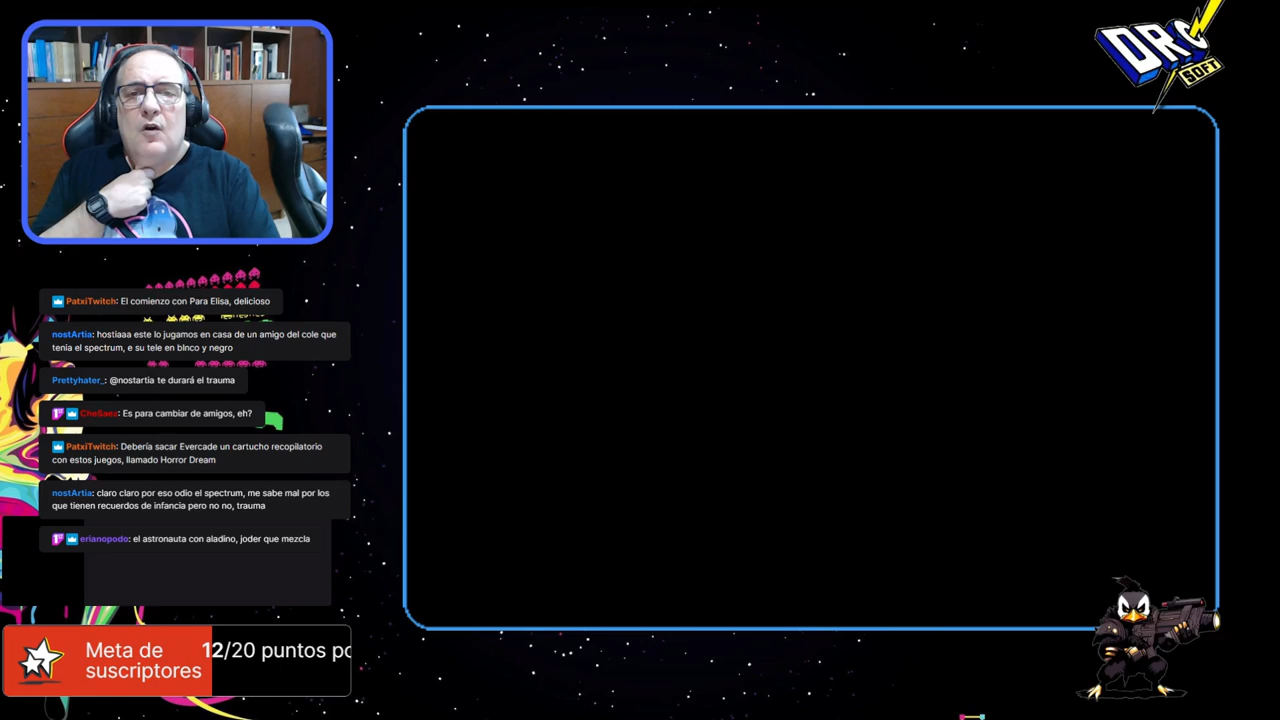 DRC
SOFT
PatxiTwitch: El comienzo con Para Elisa, delicioso
nostArtia: hostiaaa este lo jugamos en casa de un amigo del cole que
tenia el spectrum, e su tele en blnco y negro
Prettyhater_: @nostartia te durará el trauma
CheSaez: Es para cambiar de amigos, eh?
PatxiTwitch: Debería sacar Evercade un cartucho recopilatorio
con estos juegos, llamado Horror Dream
nostArtia: claro claro por eso odio el spectrum, me sabe mal por los
que tienen recuerdos de infancia pero no no, trauma
erianopodo: el astronauta con aladino, joder que mezcla
Meta de
suscriptores
12/20 puntos po